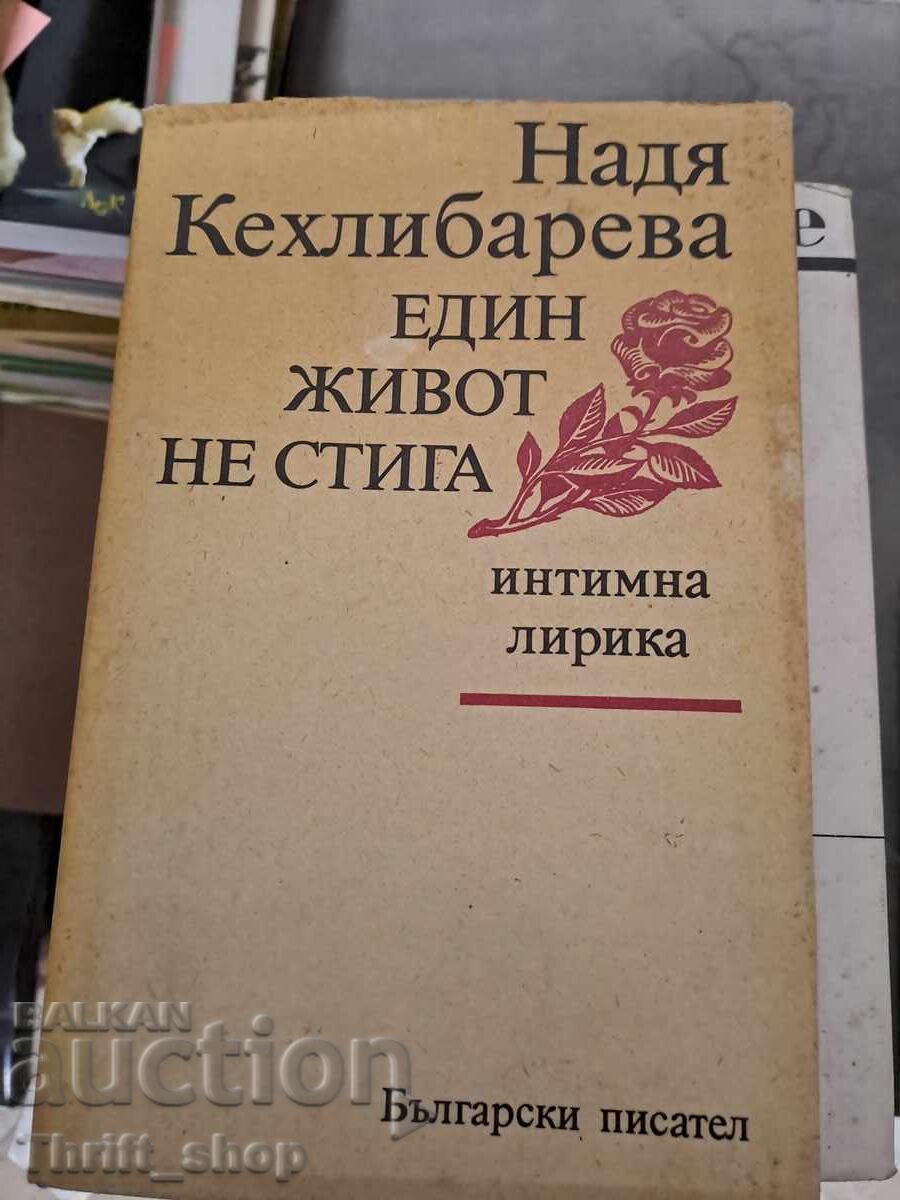 Надя
Кехлибарева
ЕДИН
ЖИВОТ
НЕ СТИГА
интимна
лирика
Български писател
е
BALKAN
auction
Thrift_shop